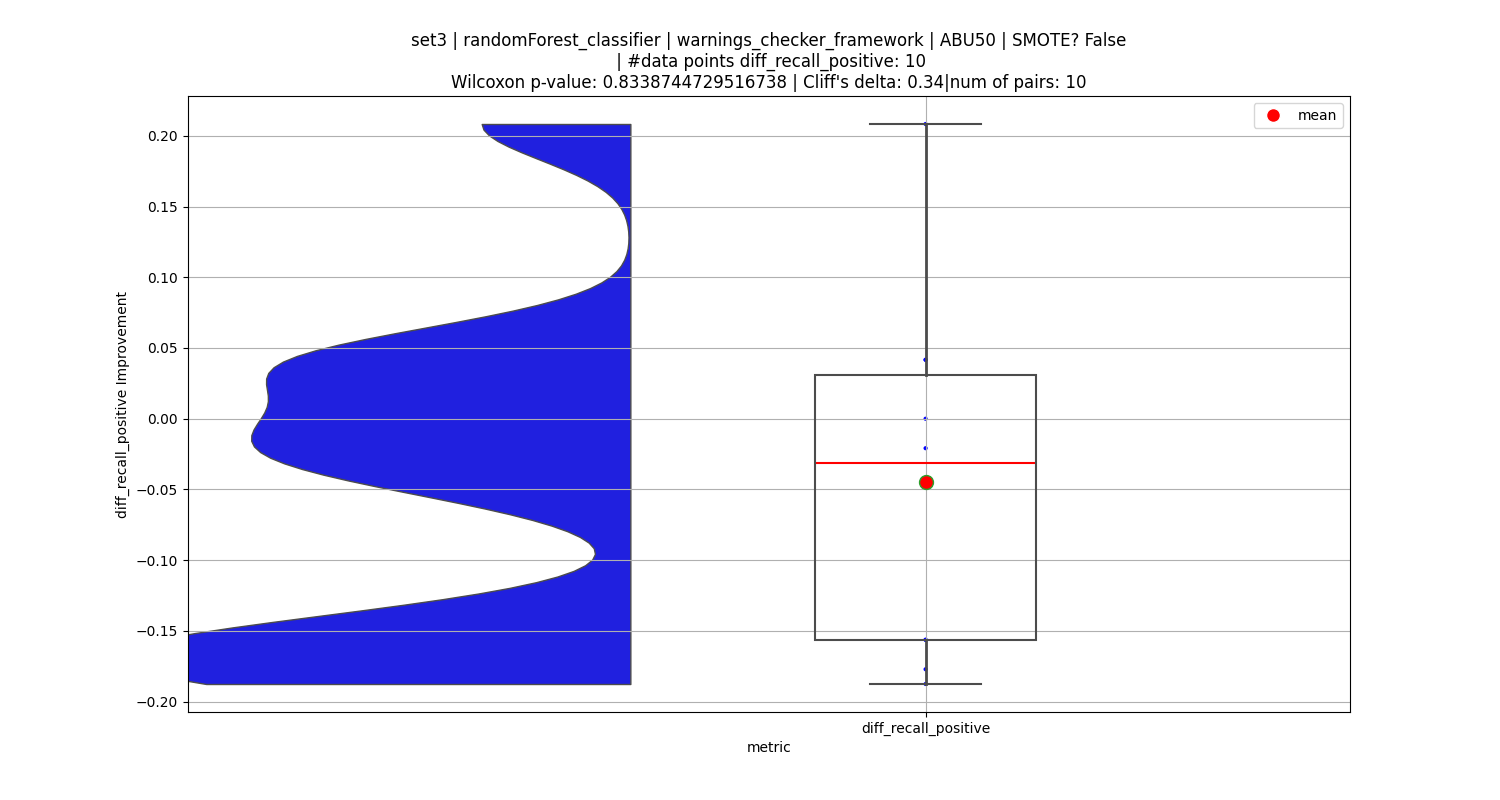 set3 | randomForest_classifier | warnings_checker_framework | ABU50 | SMOTE? False
| #data points diff_recall_positive: 10
Wilcoxon p-value: 0.8338744729516738 | Cliff's delta: 0.34|num of pairs: 10
mean
0.20
0.15
0.10
0.05
0.00
−0.05
−0.10
−0.15
−0.20
diff_recall_positive Improvement
diff_recall_positive
metric